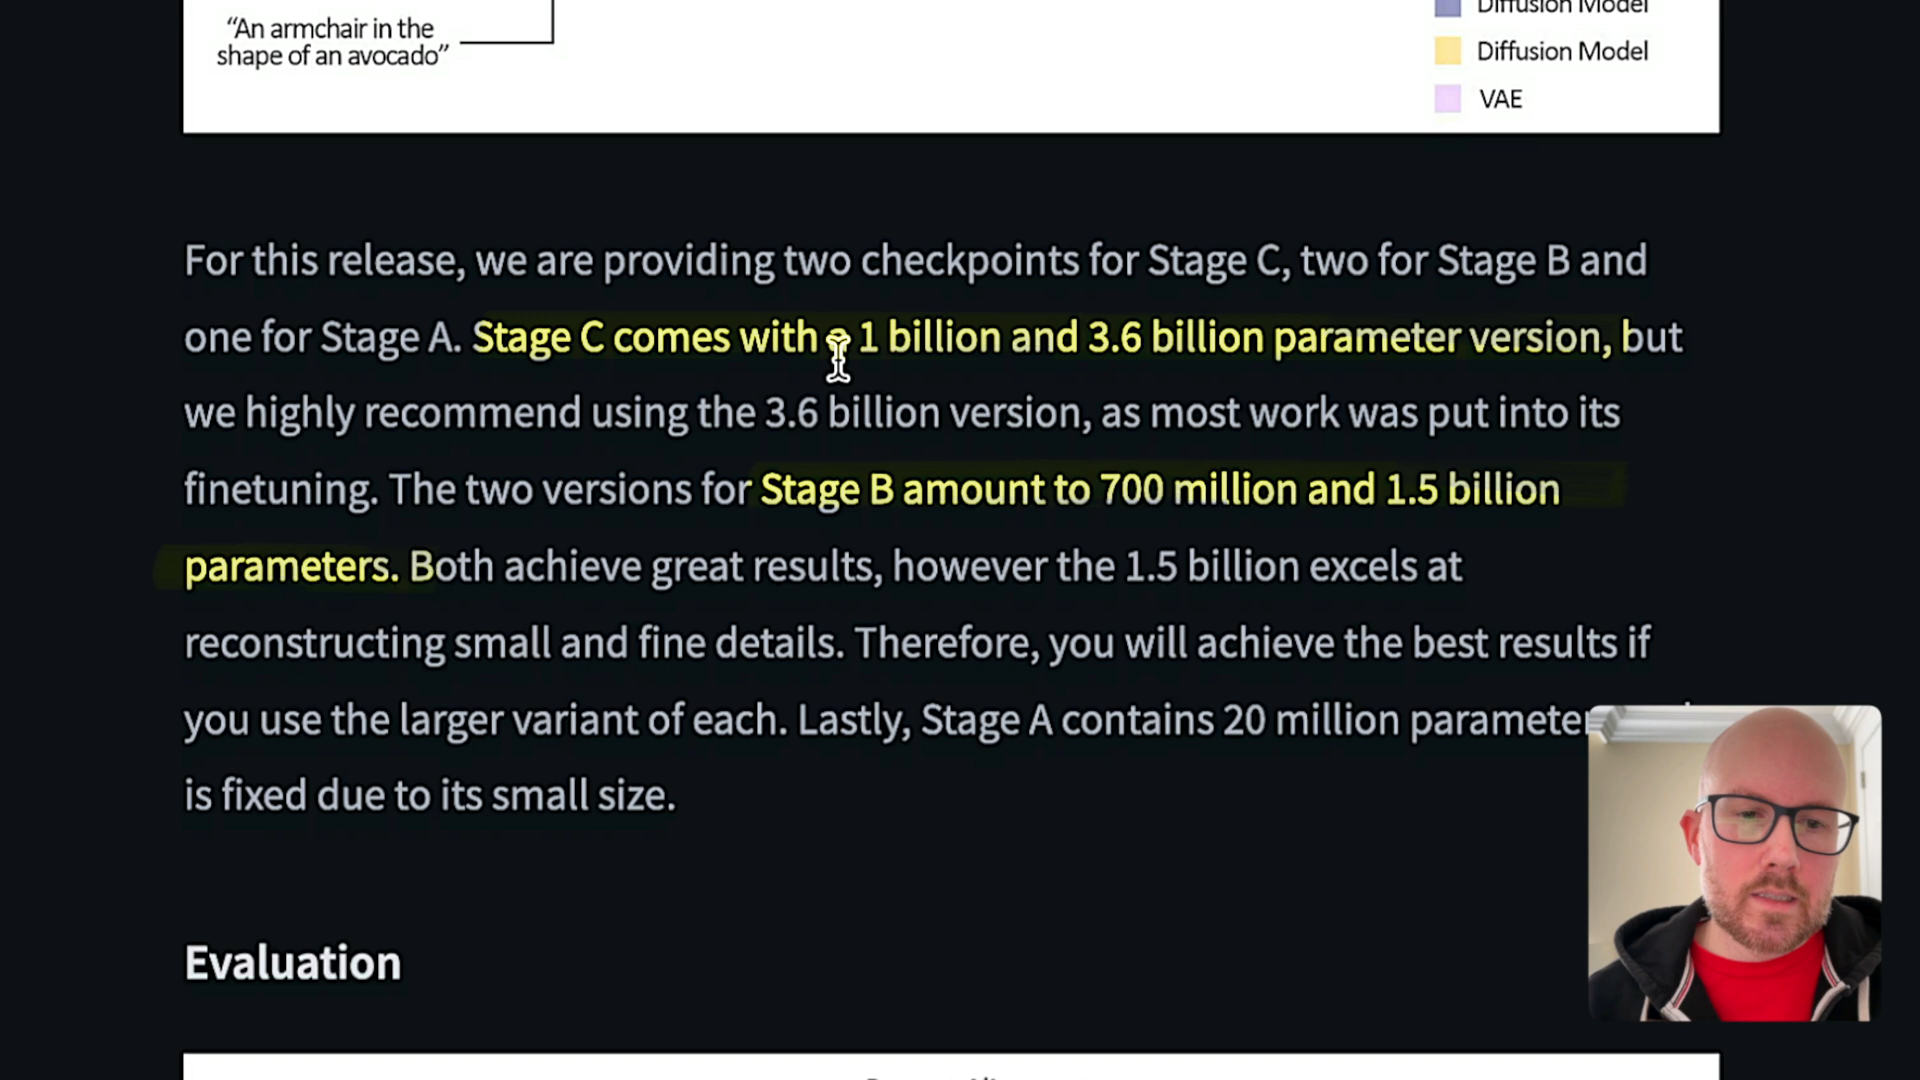 “An armchair in the
shape of an avocado”
Diffusion Model
Diffusion Model
VAE
For this release, we are providing two checkpoints for Stage C, two for Stage B and
one for Stage A. Stage C comes with a 1 billion and 3.6 billion parameter version, but
we highly recommend using the 3.6 billion version, as most work was put into its
finetuning. The two versions for Stage B amount to 700 million and 1.5 billion
parameters. Both achieve great results, however the 1.5 billion excels at
reconstructing small and fine details. Therefore, you will achieve the best results if
you use the larger variant of each. Lastly, Stage A contains 20 million
is fixed due to its small size.
Evaluation